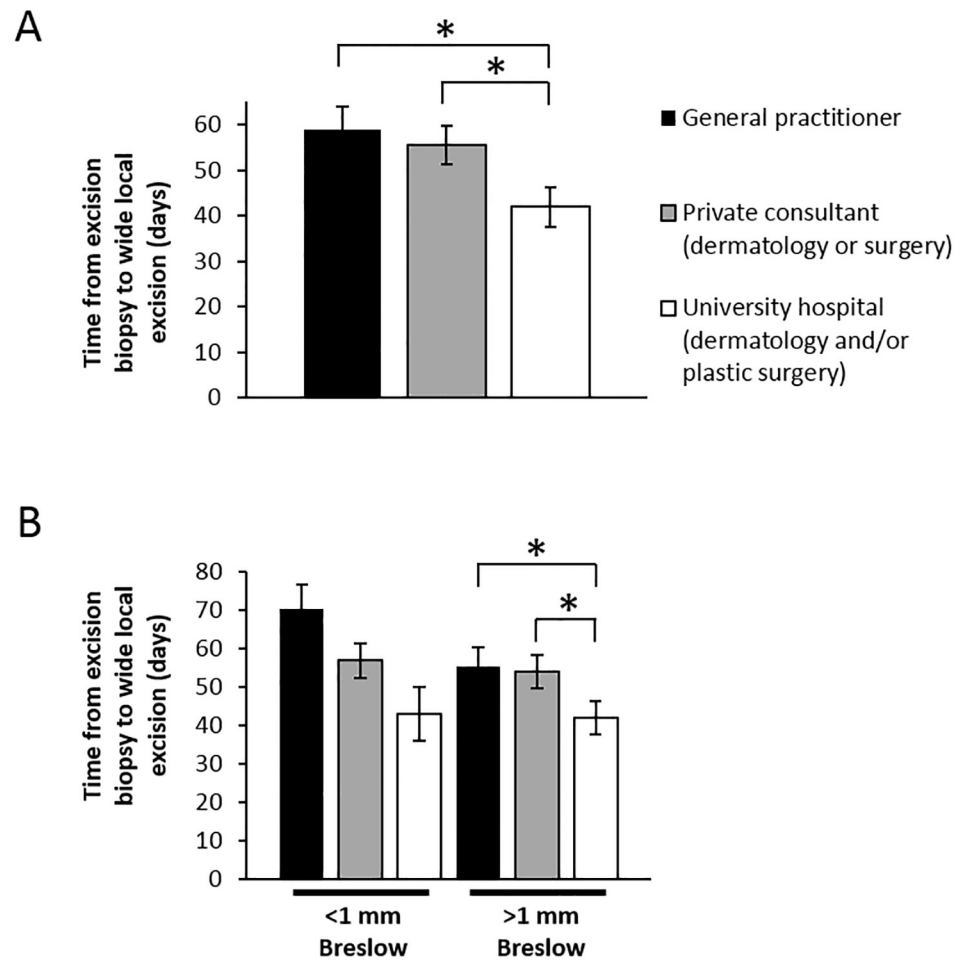 A
*
*
60
50
40
30
20
10
0
Time from excision
biopsy to wide local
excision (days)
General practitioner
Private consultant
(dermatology or surgery)
University hospital
(dermatology and/or
plastic surgery)
B
*
*
80
70
60
50
40
30
20
10
0
Time from excision
biopsy to wide local
excision (days)
<1 mm
Breslow
>1 mm
Breslow